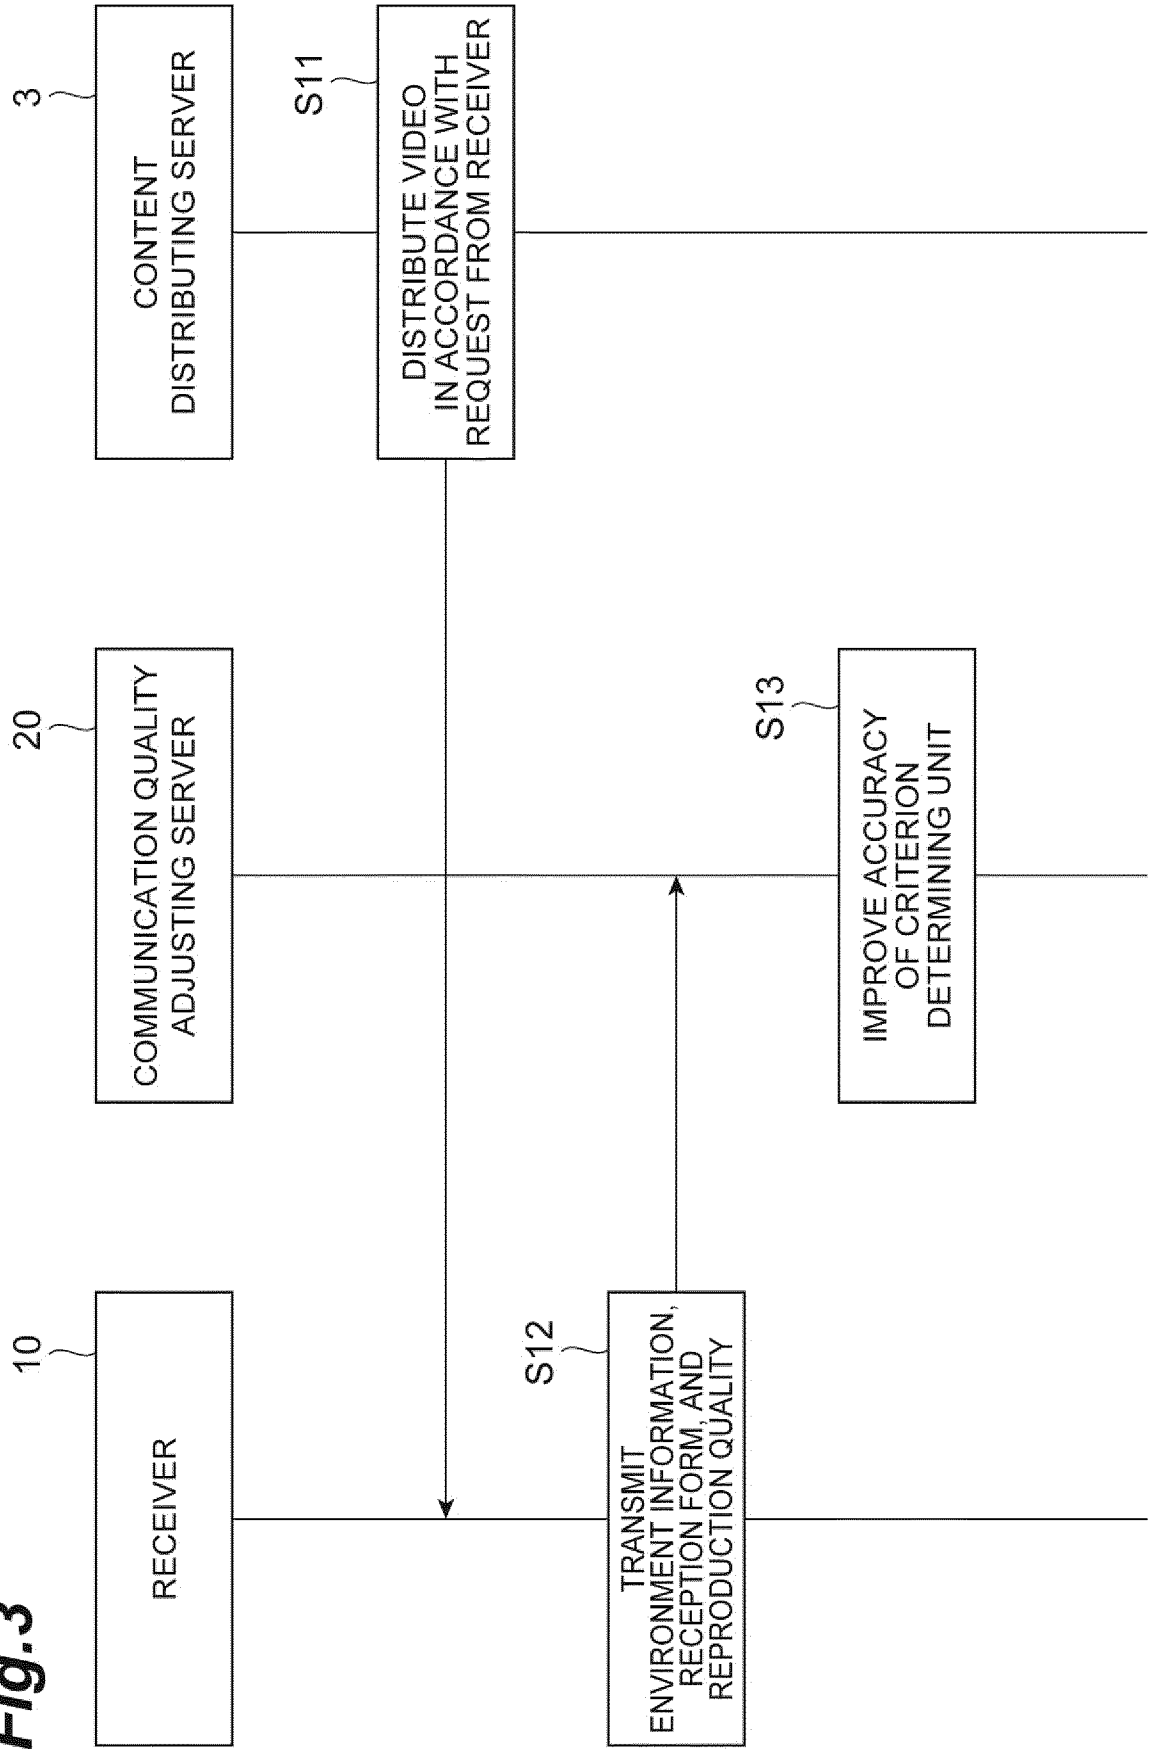 Fig.3
10
RECEIVER
20
COMMUNICATION QUALITY
ADJUSTING SERVER
3
CONTENT
DISTRIBUTING SERVER
S11
DISTRIBUTE VIDEO
IN ACCORDANCE WITH
REQUEST FROM RECEIVER
S12
TRANSMIT
ENVIRONMENT INFORMATION,
RECEPTION FORM, AND
REPRODUCTION QUALITY
S13
IMPROVE ACCURACY
OF CRITERION
DETERMINING UNIT